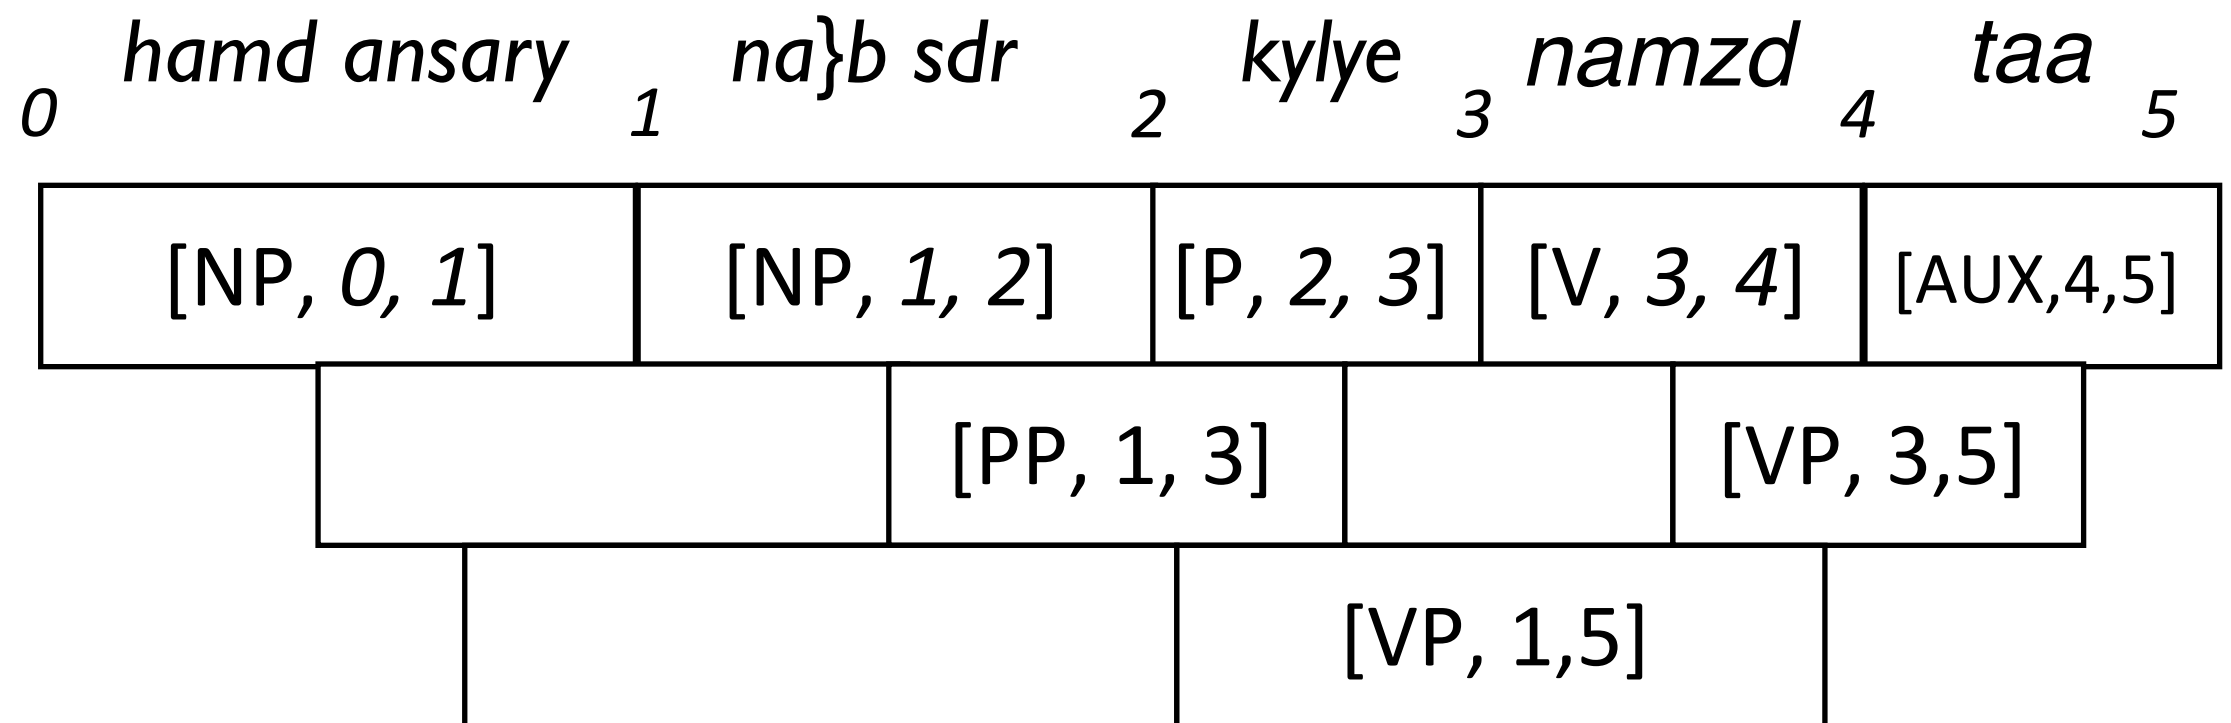 hamd ansary na}b sdr kylye namzd taa
0 1 2 3 4 5
[NP, 0, 1] [NP, 1, 2] [P, 2, 3] [V, 3, 4] [AUX,4,5]
[PP, 1, 3] [VP, 3,5]
[VP, 1,5]